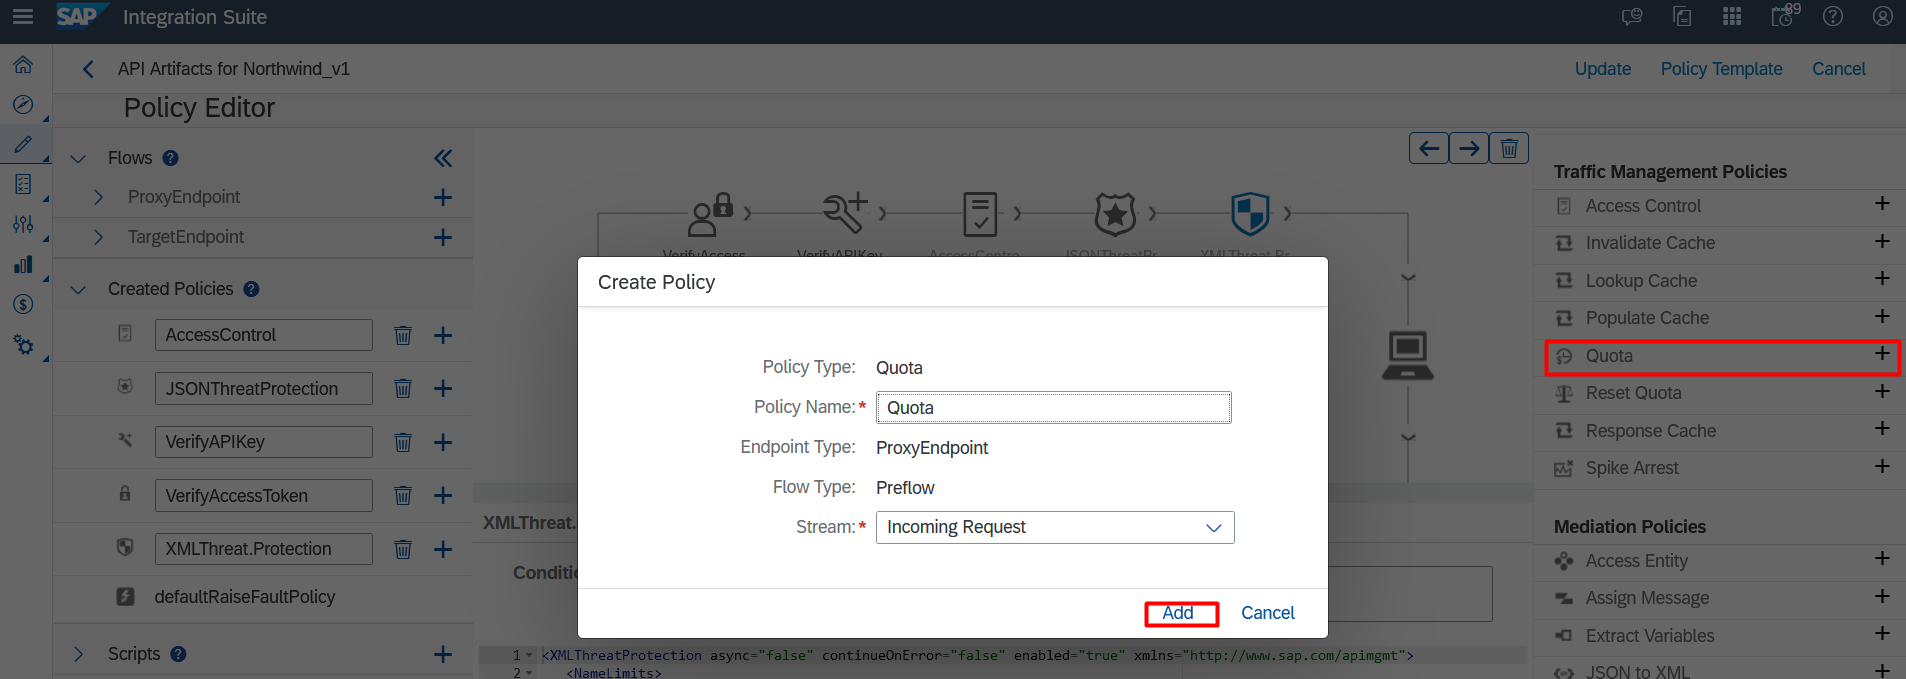 SAP Integration Suite
89
API Artifacts for Northwind_v1
Update Policy Template Cancel
Policy Editor
Flows
ProxyEndpoint
TargetEndpoint
Created Policies
AccessControl
JSONThreatProtection
VerifyAPIKey
VerifyAccessToken
XMLThreat.Protection
defaultRaiseFaultPolicy
Scripts
VerifyAccess
VerifyAPIKey
AccessContro
JSONThreatPr
XMLThreat.Pr
Create Policy
Policy Type: Quota
Policy Name:* Quota
Endpoint Type: ProxyEndpoint
Flow Type: Preflow
Stream:* Incoming Request
Add Cancel
XMLThreat.
Conditio
1 <XMLThreatProtection async="false" continueOnError="false" enabled="true" xmlns="http://www.sap.com/apimgmt">
2 <NameLimits>
Traffic Management Policies
Access Control
Invalidate Cache
Lookup Cache
Populate Cache
Quota
Reset Quota
Response Cache
Spike Arrest
Mediation Policies
Access Entity
Assign Message
Extract Variables
JSON to XML